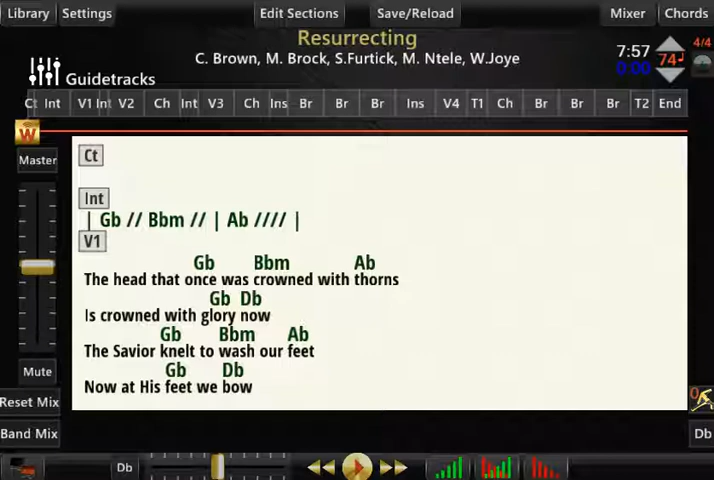 Library Settings Edit Sections Save/Reload Mixer Chords
Resurrecting
C. Brown, M. Brock, S.Furtick, M. Ntele, W.Joye
7:57
0:00
74
4/4
Guidetracks
Ct Int V1 Int V2 Ch Int V3 Ch Ins Br Br Br Ins V4 T1 Ch Br Br Br T2 End
W
Master
Ct
Int
| Gb // Bbm // | Ab //// |
V1
Gb Bbm Ab
The head that once was crowned with thorns
Gb Db
Is crowned with glory now
Gb Bbm Ab
The Savior knelt to wash our feet
Gb Db
Now at His feet we bow
Mute
Reset Mix
0
Band Mix
Db
Db